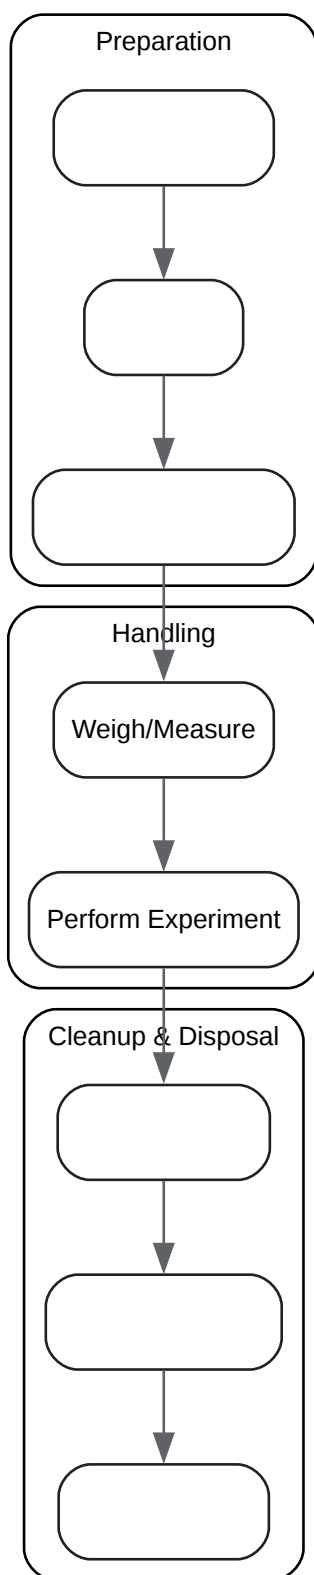 Preparation
Handling
Weigh/Measure
Perform Experiment
Cleanup & Disposal